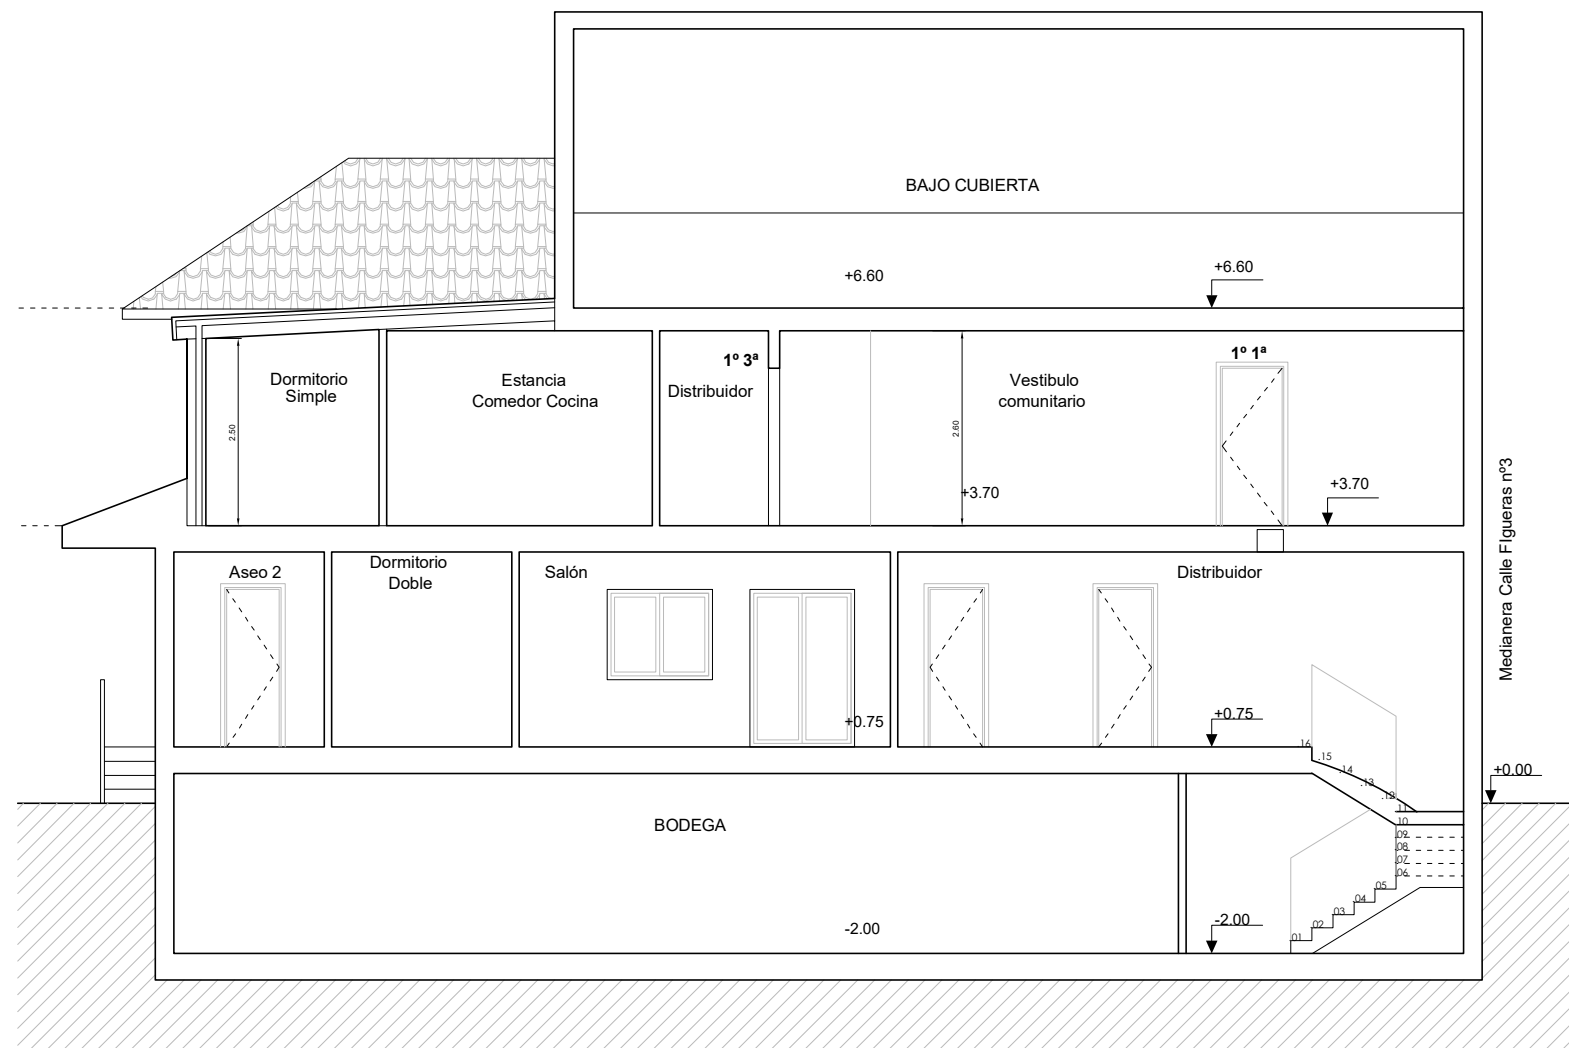 BAJO CUBIERTA
+6.60
+6.60
1º 3ª
1º 1ª
Dormitorio
Simple
Estancia
Comedor Cocina
Distribuidor
Vestibulo
comunitario
2.50
2.60
+3.70
+3.70
Medianera Calle FIgueras nº3
Aseo 2
Dormitorio
Doble
Salón
Distribuidor
+0.75
+0.75
+0.00
16
.15
.14
.13
.12
11
10
09
08
07
06
05
04
03
02
01
BODEGA
-2.00
-2.00